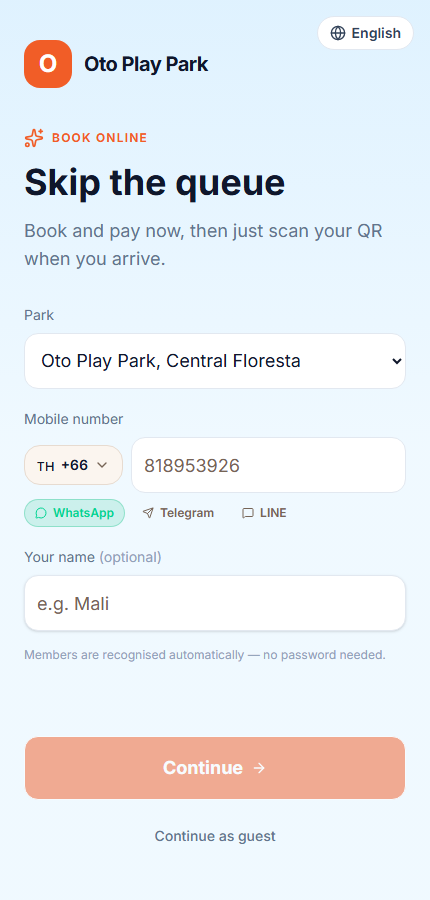 English
O
Oto Play Park
BOOK ONLINE
Skip the queue
Book and pay now, then just scan your QR
when you arrive.
Park
Oto Play Park, Central Floresta
Mobile number
TH +66
818953926
WhatsApp
Telegram
LINE
Your name (optional)
e.g. Mali
Members are recognised automatically — no password needed.
Continue →
Continue as guest